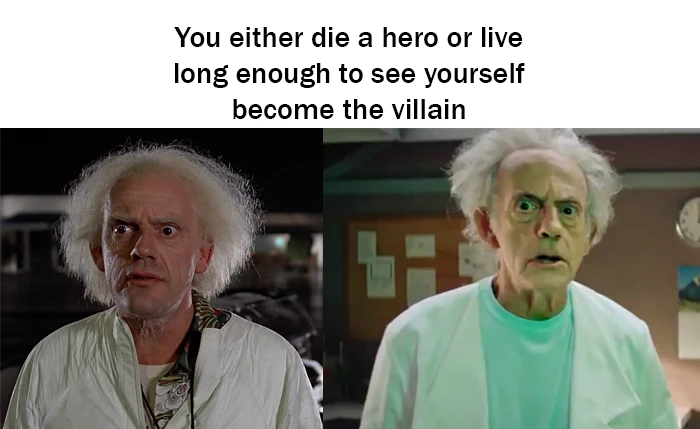 You either die a hero or live
long enough to see yourself
become the villain